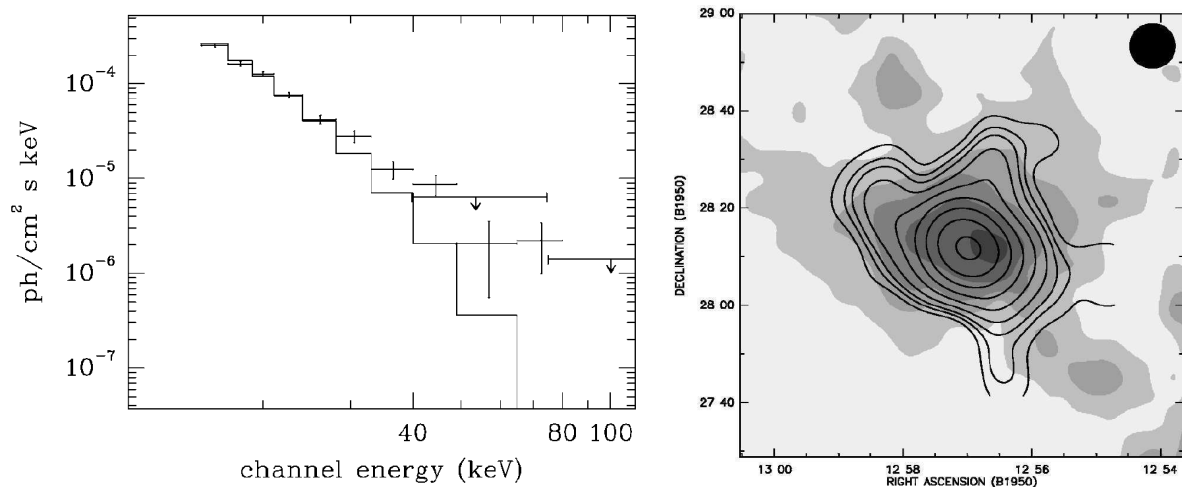 10⁻⁴
10⁻⁵
10⁻⁶
10⁻⁷
ph/cm² s keV
40 80 100
channel energy (keV)
29 00
28 40
28 20
28 00
27 40
DECLINATION (B1950)
13 00 12 58 12 56 12 54
RIGHT ASCENSION (B1950)